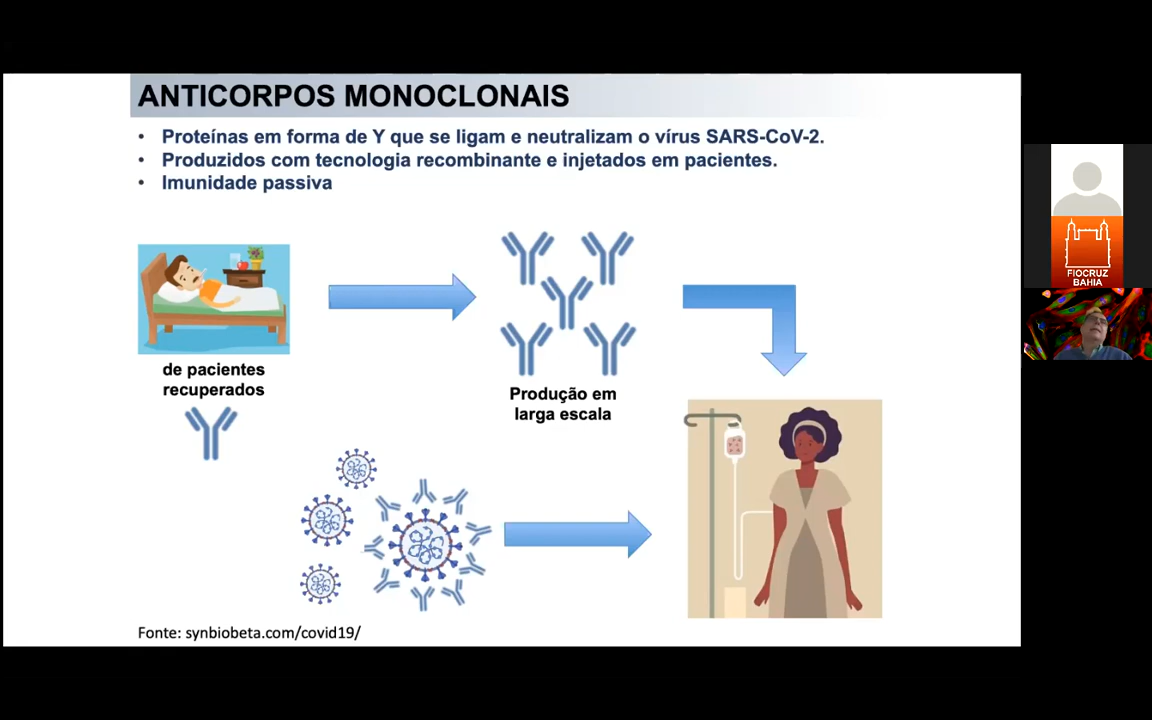 ANTICORPOS MONOCLONAIS
• Proteínas em forma de Y que se ligam e neutralizam o vírus SARS-CoV-2.
• Produzidos com tecnologia recombinante e injetados em pacientes.
• Imunidade passiva
de pacientes
recuperados
Produção em
larga escala
Fonte: synbiobeta.com/covid19/
FIOCRUZ
BAHIA